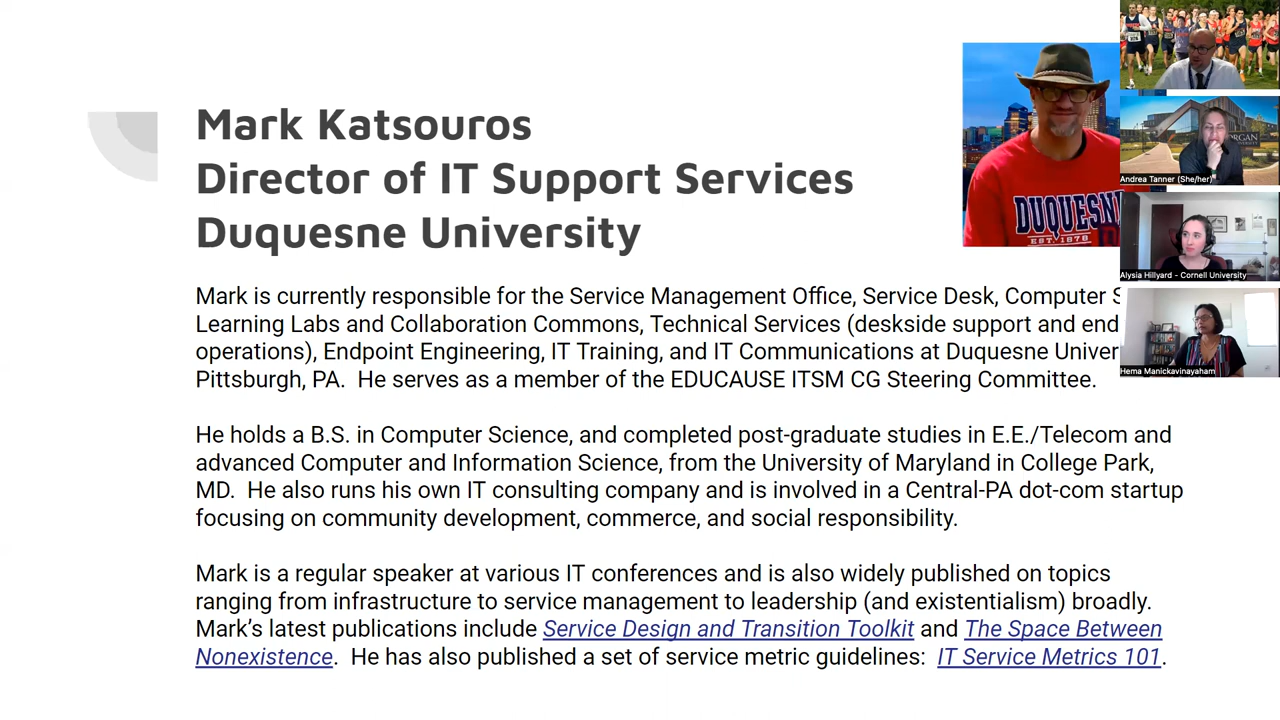 Mark Katsouros
Director of IT Support Services
Duquesne University
DUQUESN
EST. 1878
Mark is currently responsible for the Service Management Office, Service Desk, Computer S
Learning Labs and Collaboration Commons, Technical Services (deskside support and end
operations), Endpoint Engineering, IT Training, and IT Communications at Duquesne Univer
Pittsburgh, PA. He serves as a member of the EDUCAUSE ITSM CG Steering Committee.
He holds a B.S. in Computer Science, and completed post-graduate studies in E.E./Telecom and
advanced Computer and Information Science, from the University of Maryland in College Park,
MD. He also runs his own IT consulting company and is involved in a Central-PA dot-com startup
focusing on community development, commerce, and social responsibility.
Mark is a regular speaker at various IT conferences and is also widely published on topics
ranging from infrastructure to service management to leadership (and existentialism) broadly.
Mark’s latest publications include Service Design and Transition Toolkit and The Space Between
Nonexistence. He has also published a set of service metric guidelines: IT Service Metrics 101.
Andrea Tanner (She/her)
Alysia Hillyard - Cornell University
Hema Manickavinayaham